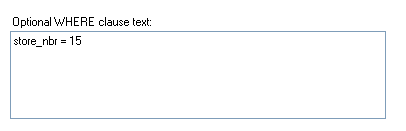 Optional WHERE clause text:
store_nbr = 15